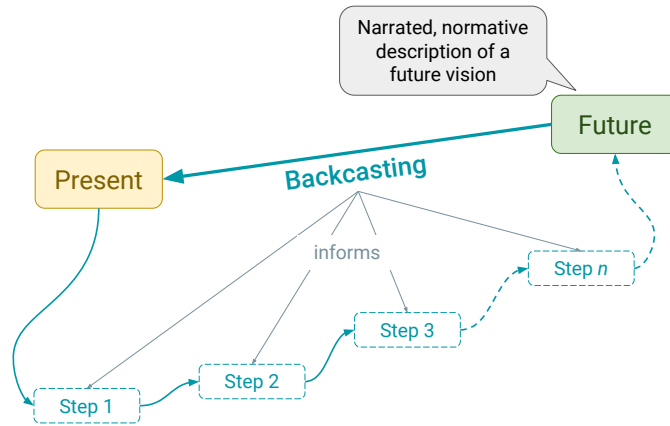 Narrated, normative
description of a
future vision
Future
Present
Backcasting
informs
Step n
Step 3
Step 2
Step 1